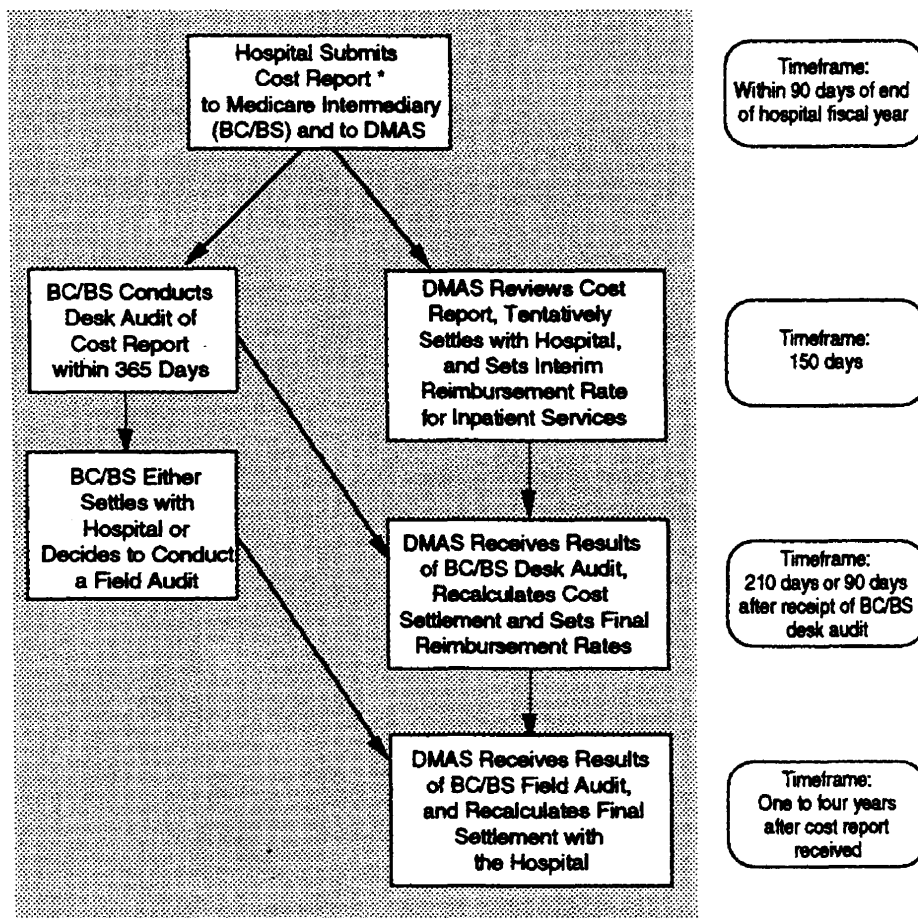 Hospital Submits
Cost Report *
to Medicare Intermediary
(BC/BS) and to DMAS
Timeframe:
Within 90 days of end
of hospital fiscal year
BC/BS Conducts
Desk Audit of
Cost Report
within 365 Days
DMAS Reviews Cost
Report, Tentatively
Settles with Hospital,
and Sets Interim
Reimbursement Rate
for Inpatient Services
Timeframe:
150 days
BC/BS Either
Settles with
Hospital or
Decides to Conduct
a Field Audit
DMAS Receives Results
of BC/BS Desk Audit,
Recalculates Cost
Settlement and Sets Final
Reimbursement Rates
Timeframe:
210 days or 90 days
after receipt of BC/BS
desk audit
DMAS Receives Results
of BC/BS Field Audit,
and Recalculates Final
Settlement with
the Hospital
Timeframe:
One to four years
after cost report
received